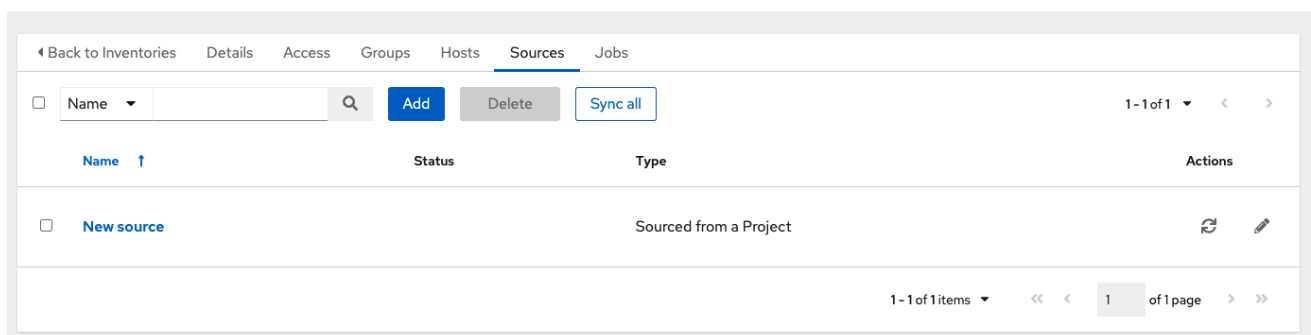 Back to Inventories Details Access Groups Hosts Sources Jobs
Name Add Delete Sync all 1 - 1 of 1
Name Status Type Actions
New source Sourced from a Project
1 - 1 of 1 items 1 of 1 page